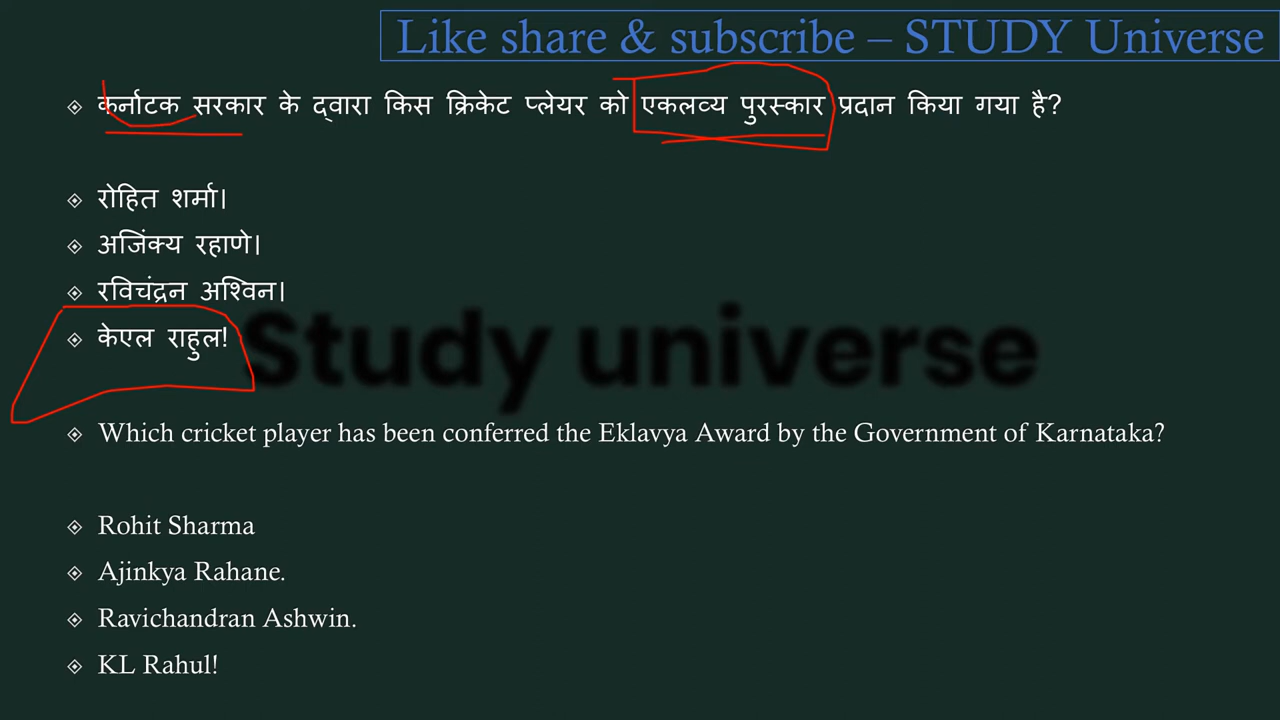 Like share & subscribe – STUDY Universe
कर्नाटक सरकार के द्वारा किस क्रिकेट प्लेयर को एकलव्य पुरस्कार प्रदान किया गया है?
रोहित शर्मा।
अजिंक्य रहाणे।
रविचंद्रन अश्विन।
केएल राहुल!
Study universe
Which cricket player has been conferred the Eklavya Award by the Government of Karnataka?
Rohit Sharma
Ajinkya Rahane.
Ravichandran Ashwin.
KL Rahul!